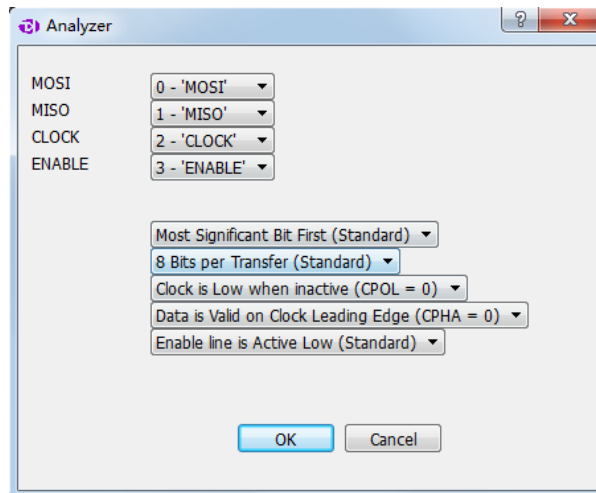 Analyzer
MOSI 0 - 'MOSI'
MISO 1 - 'MISO'
CLOCK 2 - 'CLOCK'
ENABLE 3 - 'ENABLE'
Most Significant Bit First (Standard)
8 Bits per Transfer (Standard)
Clock is Low when inactive (CPOL = 0)
Data is Valid on Clock Leading Edge (CPHA = 0)
Enable line is Active Low (Standard)
OK Cancel